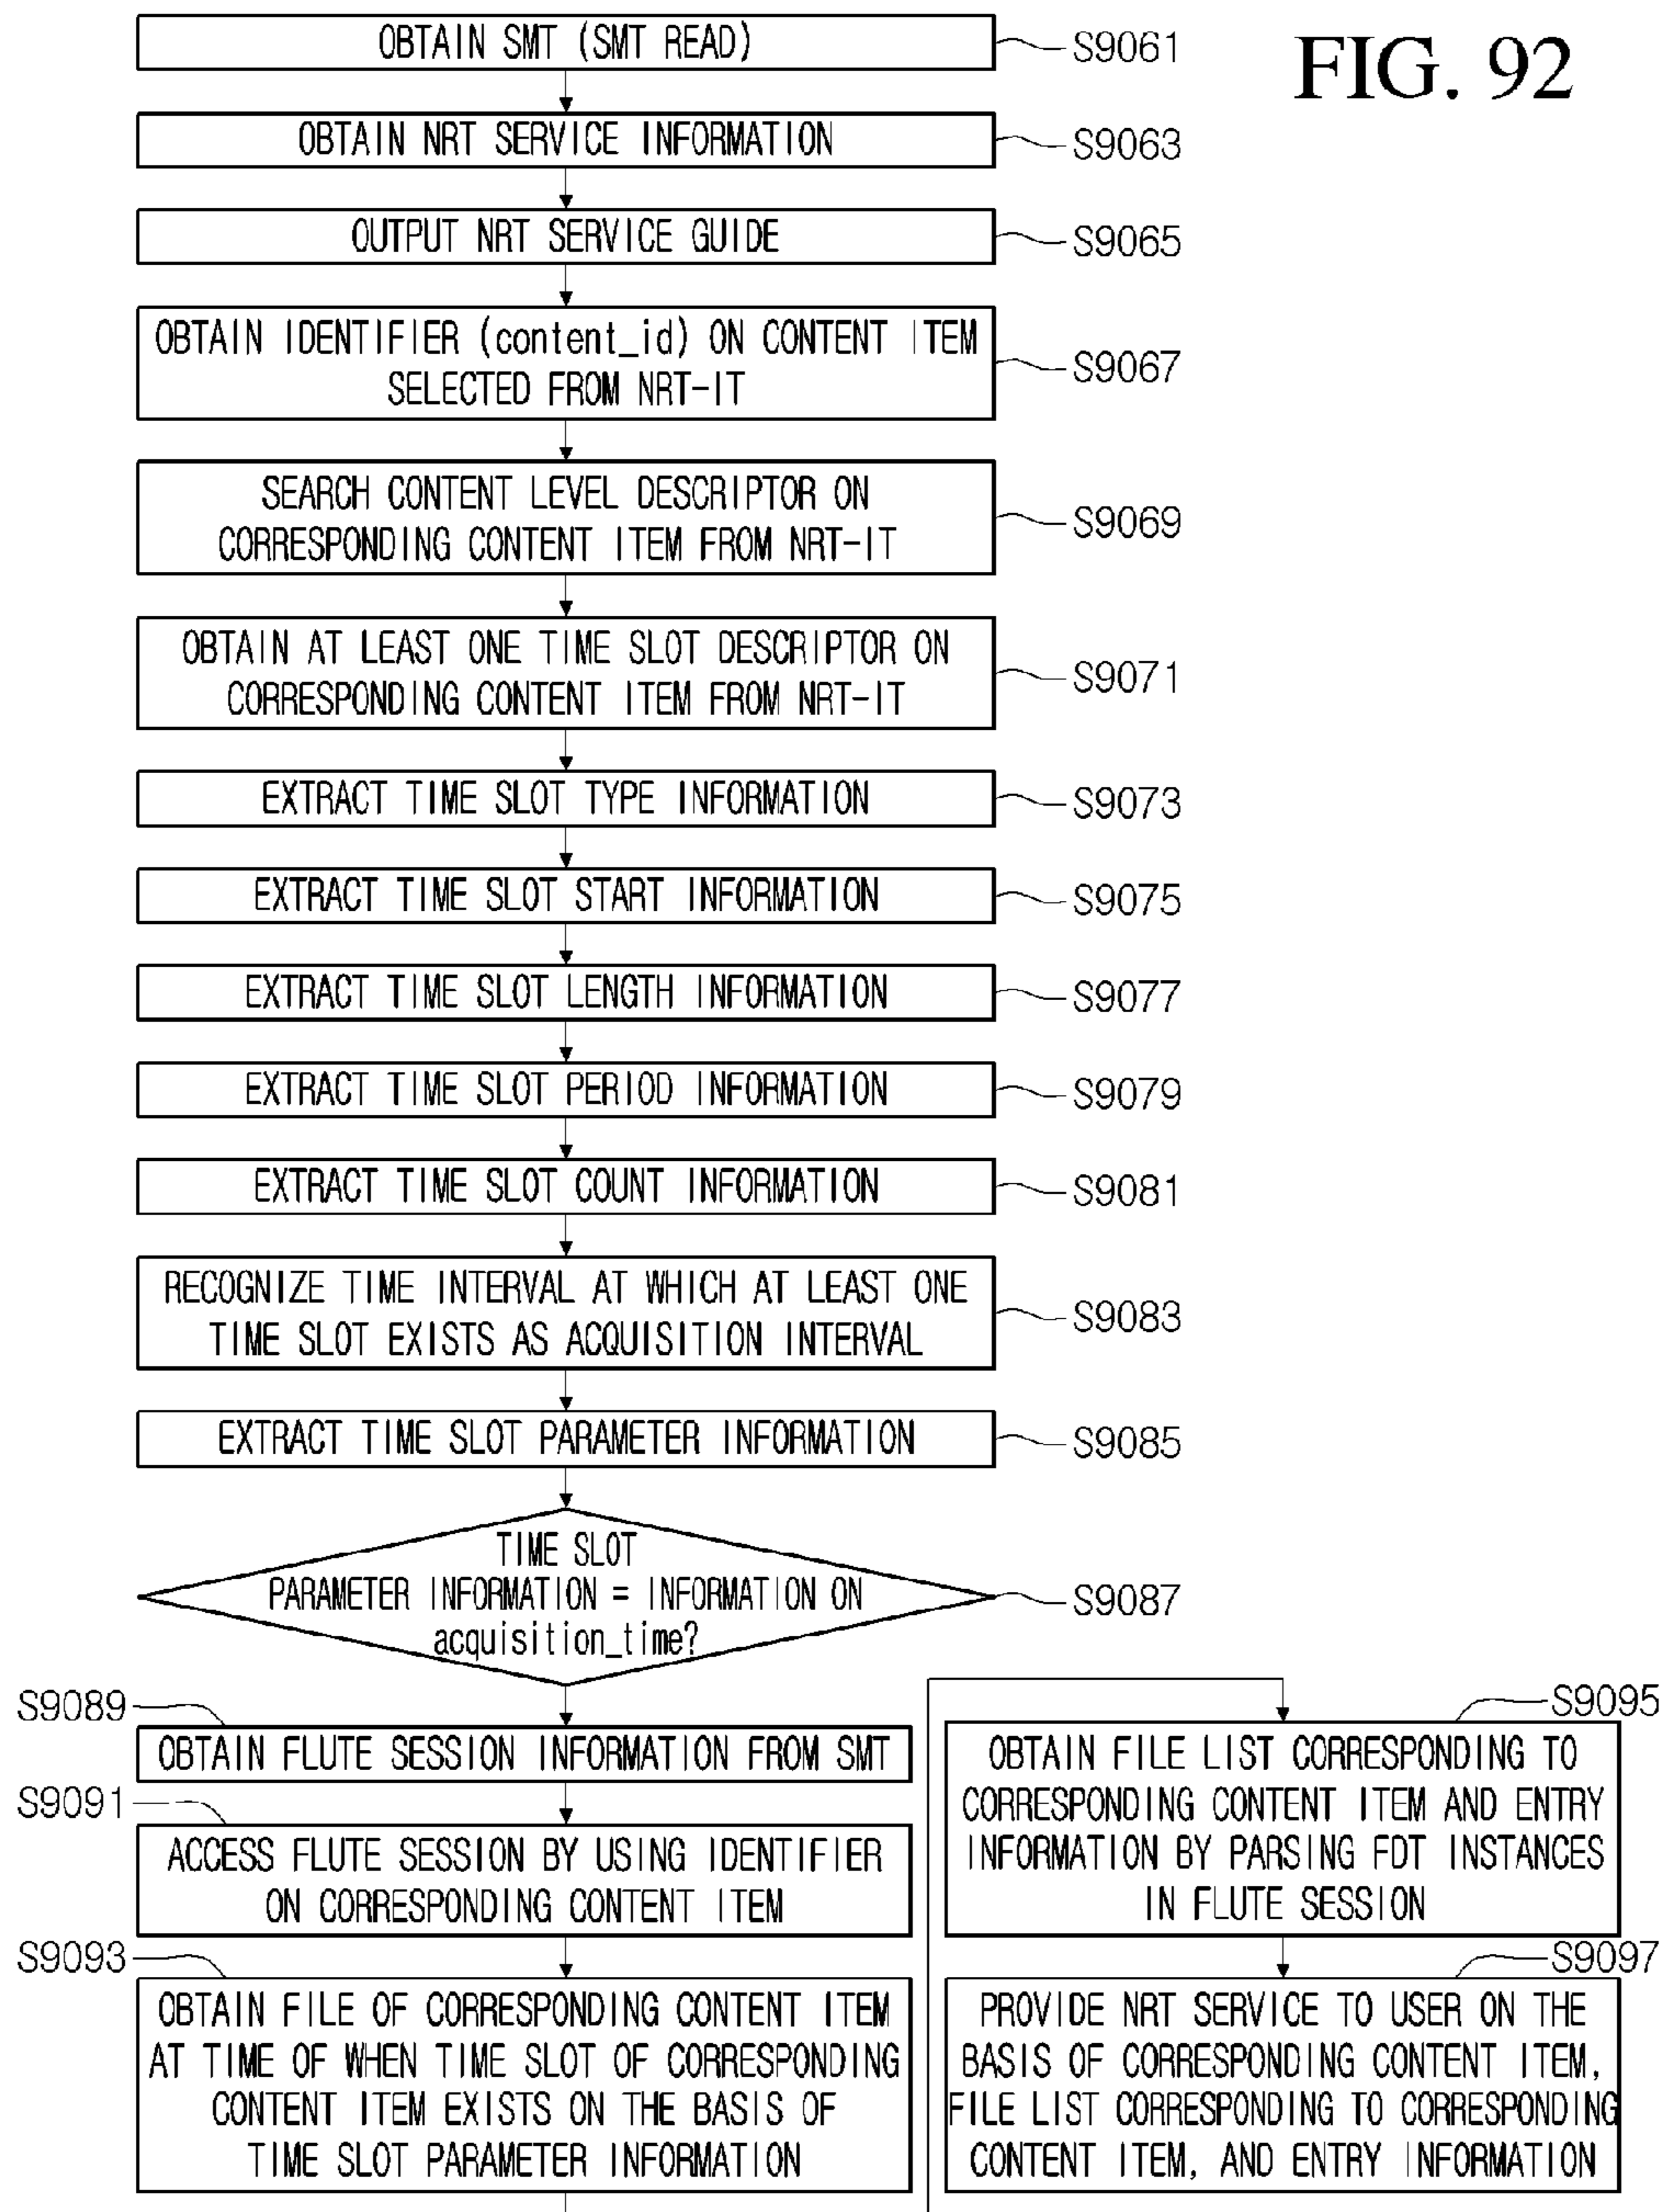 FIG. 92
OBTAIN SMT (SMT READ)
S9061
OBTAIN NRT SERVICE INFORMATION
S9063
OUTPUT NRT SERVICE GUIDE
S9065
OBTAIN IDENTIFIER (content_id) ON CONTENT ITEM
SELECTED FROM NRT-IT
S9067
SEARCH CONTENT LEVEL DESCRIPTOR ON
CORRESPONDING CONTENT ITEM FROM NRT-IT
S9069
OBTAIN AT LEAST ONE TIME SLOT DESCRIPTOR ON
CORRESPONDING CONTENT ITEM FROM NRT-IT
S9071
EXTRACT TIME SLOT TYPE INFORMATION
S9073
EXTRACT TIME SLOT START INFORMATION
S9075
EXTRACT TIME SLOT LENGTH INFORMATION
S9077
EXTRACT TIME SLOT PERIOD INFORMATION
S9079
EXTRACT TIME SLOT COUNT INFORMATION
S9081
RECOGNIZE TIME INTERVAL AT WHICH AT LEAST ONE
TIME SLOT EXISTS AS ACQUISITION INTERVAL
S9083
EXTRACT TIME SLOT PARAMETER INFORMATION
S9085
TIME SLOT
PARAMETER INFORMATION = INFORMATION ON
acquisition_time?
S9087
S9089
OBTAIN FLUTE SESSION INFORMATION FROM SMT
S9091
ACCESS FLUTE SESSION BY USING IDENTIFIER
ON CORRESPONDING CONTENT ITEM
S9093
OBTAIN FILE OF CORRESPONDING CONTENT ITEM
AT TIME OF WHEN TIME SLOT OF CORRESPONDING
CONTENT ITEM EXISTS ON THE BASIS OF
TIME SLOT PARAMETER INFORMATION
S9095
OBTAIN FILE LIST CORRESPONDING TO
CORRESPONDING CONTENT ITEM AND ENTRY
INFORMATION BY PARSING FDT INSTANCES
IN FLUTE SESSION
S9097
PROVIDE NRT SERVICE TO USER ON THE
BASIS OF CORRESPONDING CONTENT ITEM,
FILE LIST CORRESPONDING TO CORRESPONDING
CONTENT ITEM, AND ENTRY INFORMATION